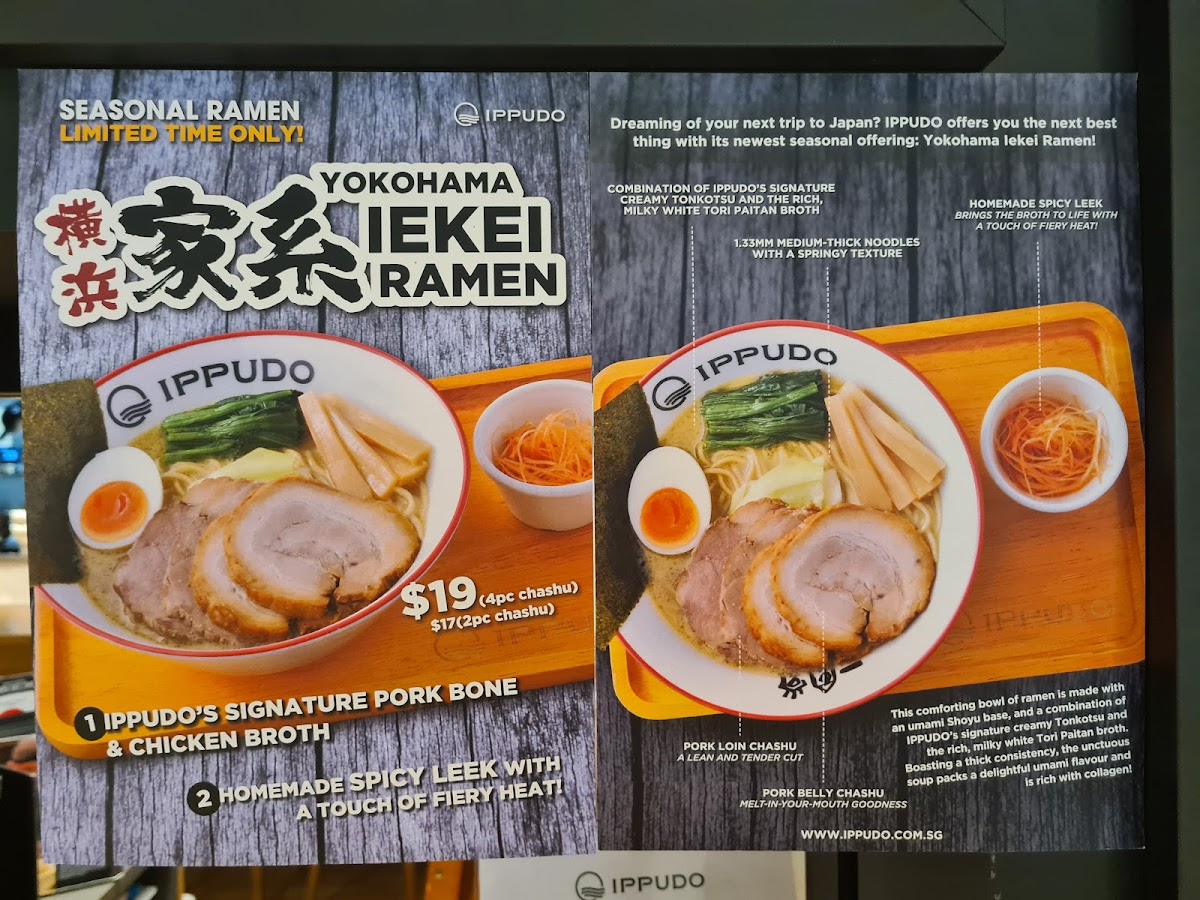 SEASONAL RAMEN
LIMITED TIME ONLY!
IPPUDO
横浜
家系
YOKOHAMA
IEKEI
RAMEN
IPPUDO
$19 (4pc chashu)
$17(2pc chashu)
1 IPPUDO'S SIGNATURE PORK BONE
& CHICKEN BROTH
2 HOMEMADE SPICY LEEK WITH
A TOUCH OF FIERY HEAT!
Dreaming of your next trip to Japan? IPPUDO offers you the next best
thing with its newest seasonal offering: Yokohama Iekei Ramen!
COMBINATION OF IPPUDO'S SIGNATURE
CREAMY TONKOTSU AND THE RICH,
MILKY WHITE TORI PAITAN BROTH
1.33MM MEDIUM-THICK NOODLES
WITH A SPRINGY TEXTURE
HOMEMADE SPICY LEEK
BRINGS THE BROTH TO LIFE WITH
A TOUCH OF FIERY HEAT!
IPPUDO
IPPUDO
PORK LOIN CHASHU
A LEAN AND TENDER CUT
PORK BELLY CHASHU
MELT-IN-YOUR-MOUTH GOODNESS
This comforting bowl of ramen is made with
an umami Shoyu base, and a combination of
IPPUDO's signature creamy Tonkotsu and
the rich, milky white Tori Paitan broth.
Boasting a thick consistency, the unctuous
soup packs a delightful umami flavour and
is rich with collagen!
WWW.IPPUDO.COM.SG
IPPUDO